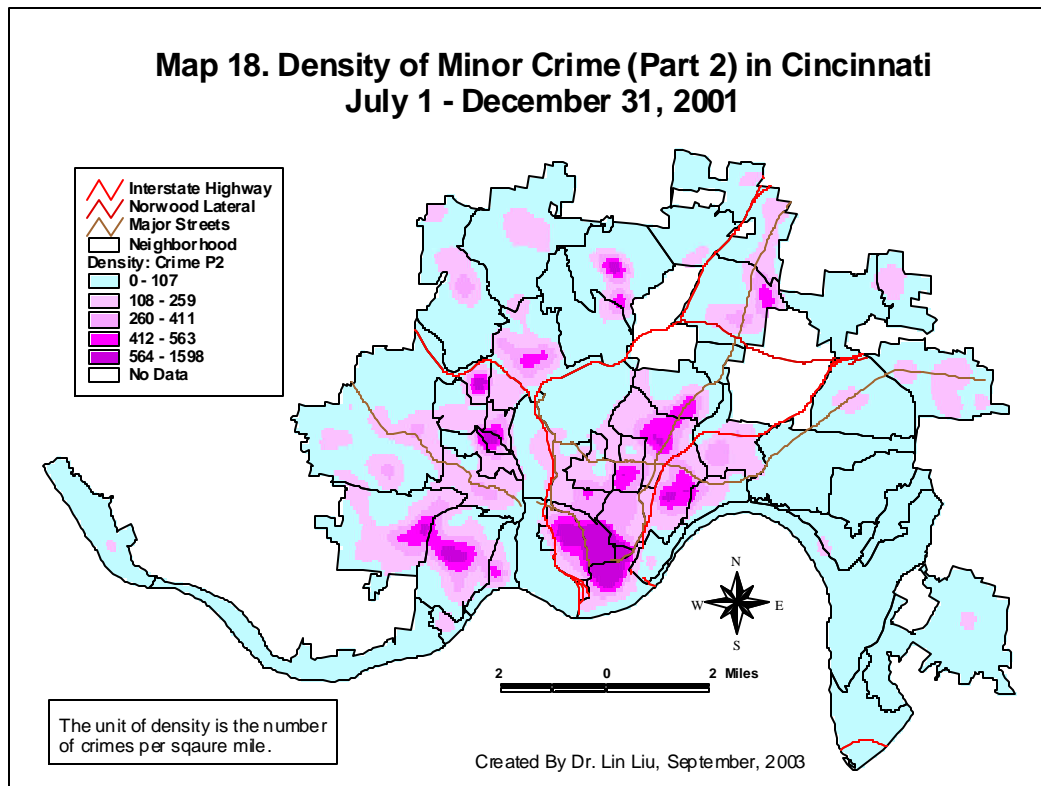 Map 18. Density of Minor Crime (Part 2) in Cincinnati
July 1 - December 31, 2001
Interstate Highway
Norwood Lateral
Major Streets
Neighborhood
Density: Crime P2
0 - 107
108 - 259
260 - 411
412 - 563
564 - 1598
No Data
N
W E
S
2 0 2 Miles
The unit of density is the number
of crimes per sqaure mile.
Created By Dr. Lin Liu, September, 2003